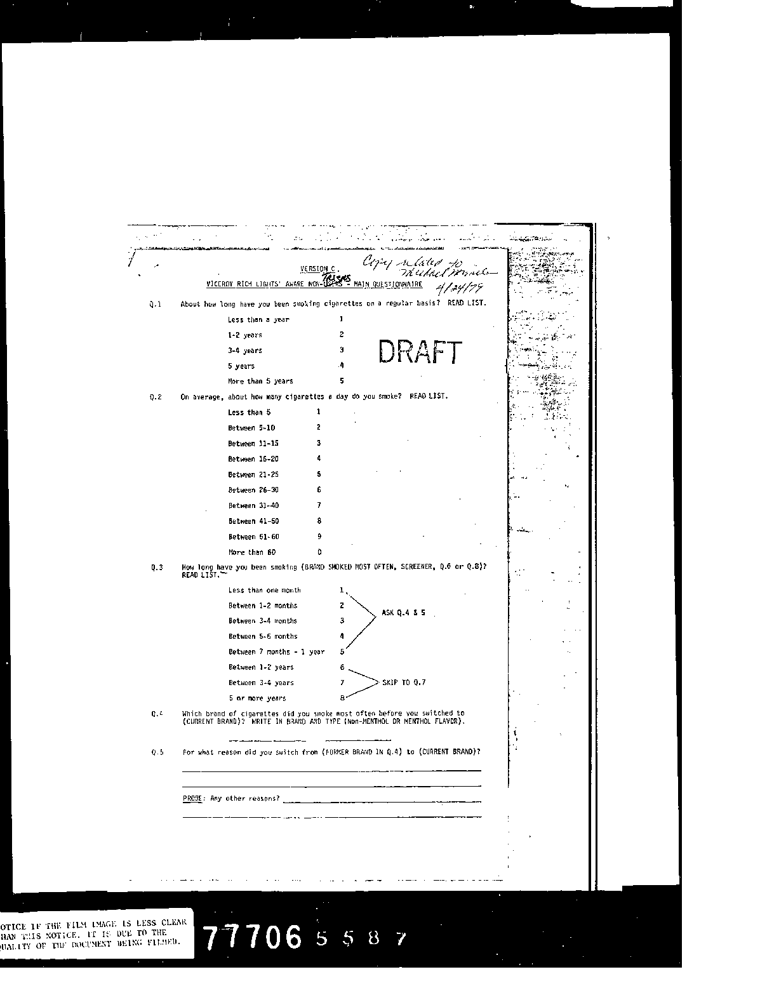 VERSION C.
Copy related to
Michael
4/24/79
VICEROY RICH LIGHTS' AWARE NON-TRIERS - MAIN QUESTIONNAIRE
Q.1 About how long have you been smoking cigarettes on a regular basis? READ LIST.
Less than a year 1
1-2 years 2
3-4 years 3
5 years 4
More than 5 years 5
DRAFT
Q.2 On average, about how many cigarettes a day do you smoke? READ LIST.
Less than 5 1
Between 5-10 2
Between 11-15 3
Between 16-20 4
Between 21-25 5
Between 26-30 6
Between 31-40 7
Between 41-50 8
Between 51-60 9
More than 60 0
Q.3 How long have you been smoking (BRAND SMOKED MOST OFTEN, SCREENER, Q.6 or Q.8)?
READ LIST.
Less than one month 1
Between 1-2 months 2
Between 3-4 months 3
Between 5-6 months 4
Between 7 months - 1 year 5
ASK Q.4 & 5
Between 1-2 years 6
Between 3-4 years 7
5 or more years 8
SKIP TO Q.7
Q.4 Which brand of cigarettes did you smoke most often before you switched to
(CURRENT BRAND)? WRITE IN BRAND AND TYPE (Non-MENTHOL OR MENTHOL FLAVOR).
Q.5 For what reason did you switch from (FORMER BRAND IN Q.4) to (CURRENT BRAND)?
PROBE: Any other reasons?
OTICE IF THE FILM IMAGE IS LESS CLEAR
HAN THIS NOTICE, IT IS DUE TO THE
UALITY OF THE DOCUMENT BEING FILMED.
77706 5587